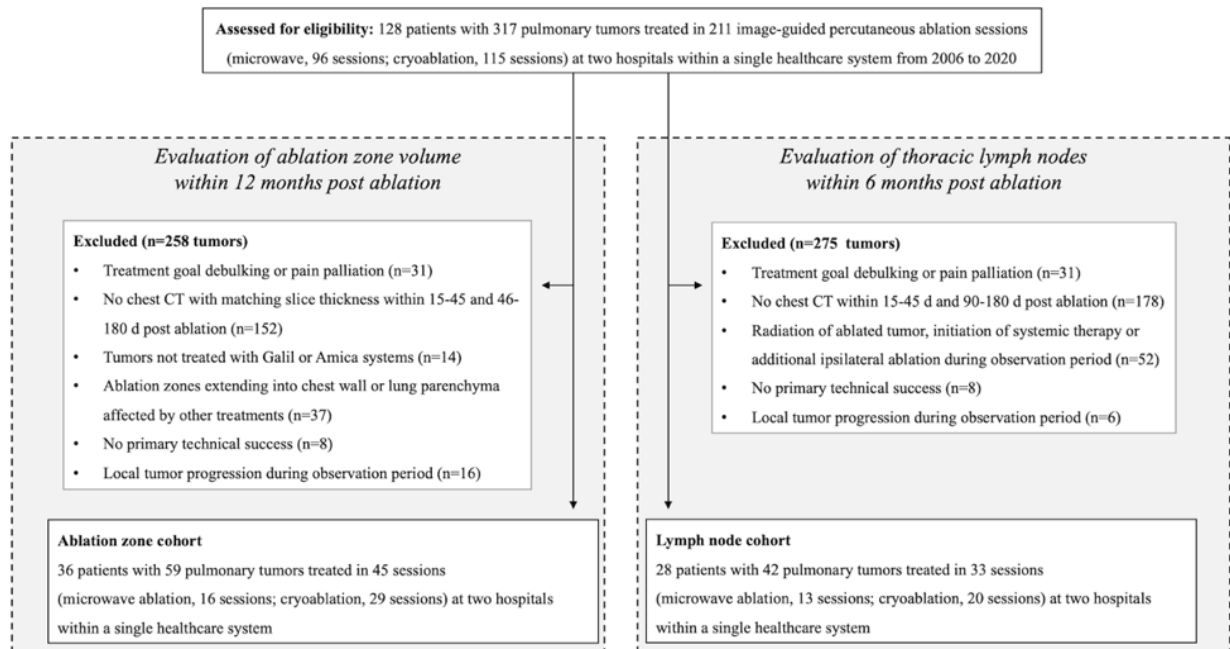 Assessed for eligibility: 128 patients with 317 pulmonary tumors treated in 211 image-guided percutaneous ablation sessions
(microwave, 96 sessions; cryoablation, 115 sessions) at two hospitals within a single healthcare system from 2006 to 2020
Evaluation of ablation zone volume
within 12 months post ablation
Excluded (n=258 tumors)
• Treatment goal debulking or pain palliation (n=31)
• No chest CT with matching slice thickness within 15-45 and 46-
180 d post ablation (n=152)
• Tumors not treated with Galil or Amica systems (n=14)
• Ablation zones extending into chest wall or lung parenchyma
affected by other treatments (n=37)
• No primary technical success (n=8)
• Local tumor progression during observation period (n=16)
Ablation zone cohort
36 patients with 59 pulmonary tumors treated in 45 sessions
(microwave ablation, 16 sessions; cryoablation, 29 sessions) at two hospitals
within a single healthcare system
Evaluation of thoracic lymph nodes
within 6 months post ablation
Excluded (n=275 tumors)
• Treatment goal debulking or pain palliation (n=31)
• No chest CT within 15-45 d and 90-180 d post ablation (n=178)
• Radiation of ablated tumor, initiation of systemic therapy or
additional ipsilateral ablation during observation period (n=52)
• No primary technical success (n=8)
• Local tumor progression during observation period (n=6)
Lymph node cohort
28 patients with 42 pulmonary tumors treated in 33 sessions
(microwave ablation, 13 sessions; cryoablation, 20 sessions) at two hospitals
within a single healthcare system